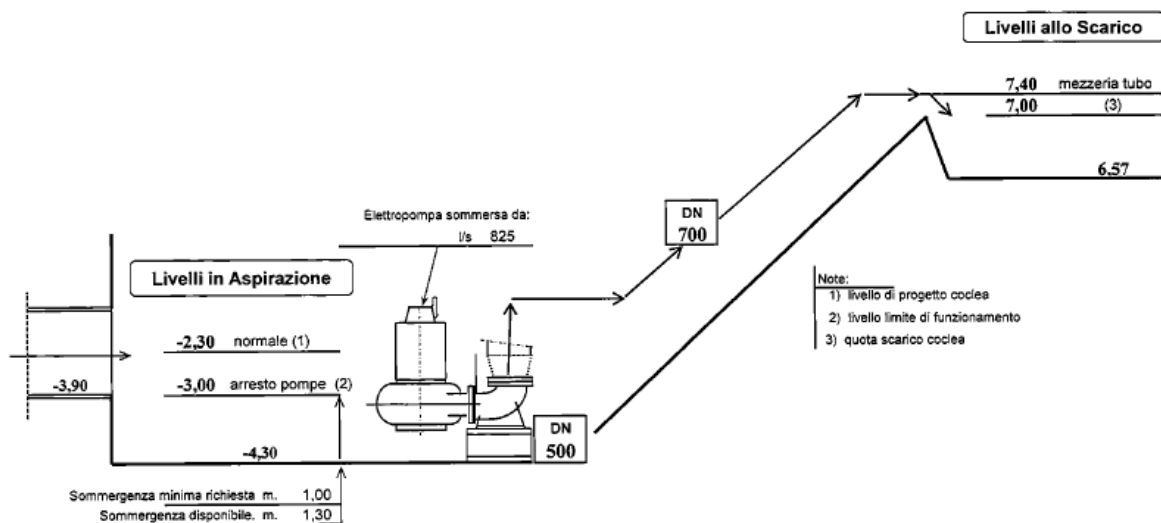 Livelli allo Scarico
7,40 mezzeria tubo
7,00 (3)
6,57
Elettropompa sommersa da:
l/s 825
DN
700
Livelli in Aspirazione
Note:
1) livello di progetto coclea
2) livello limite di funzionamento
3) quota scarico coclea
-2,30 normale (1)
-3,90
-3,00 arresto pompe (2)
DN
500
-4,30
Sommergenza minima richiesta m. 1,00
Sommergenza disponibile. m. 1,30